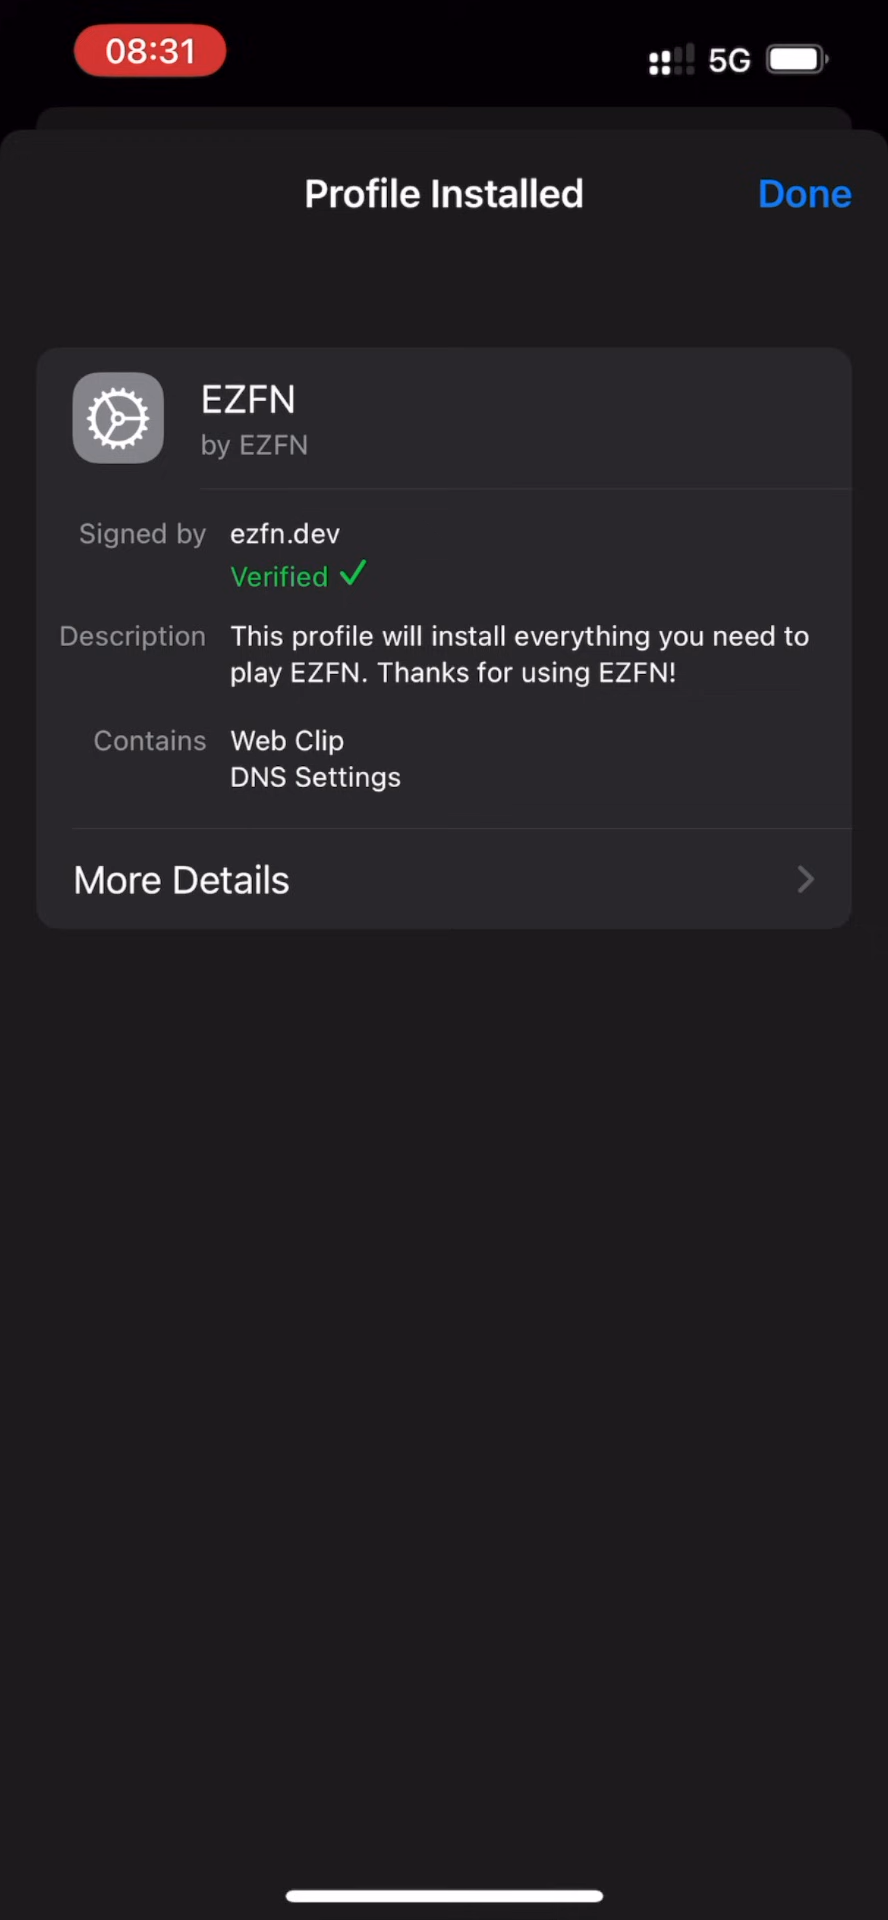 08:31
5G
Profile Installed
Done
EZFN
by EZFN
Signed by ezfn.dev
Verified ✓
Description This profile will install everything you need to
play EZFN. Thanks for using EZFN!
Contains Web Clip
DNS Settings
More Details